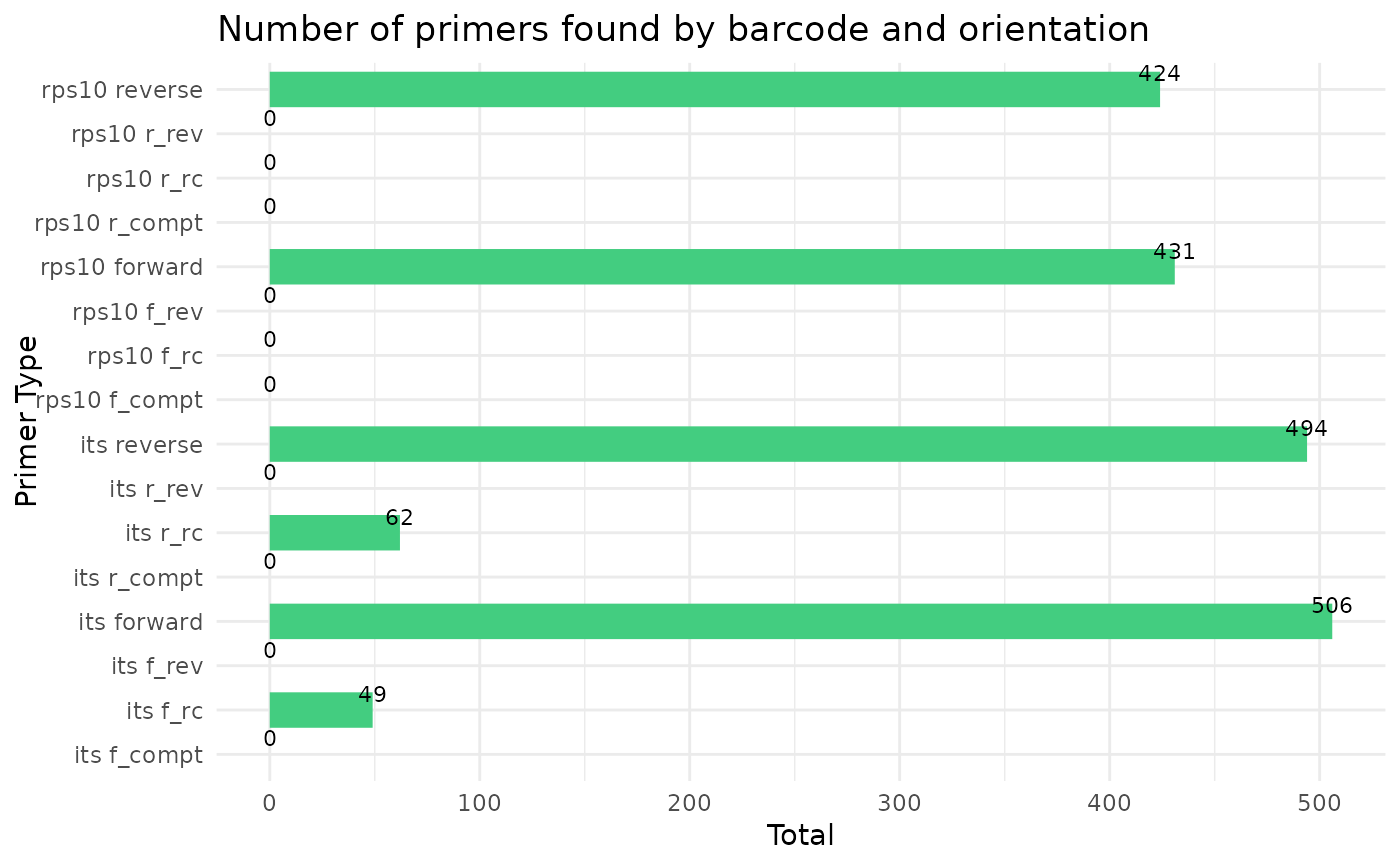 Number of primers found by barcode and orientation
rps10 reverse 424
rps10 r_rev 0
rps10 r_rc 0
rps10 r_compt 0
rps10 forward 431
rps10 f_rev 0
rps10 f_rc 0
rps10 f_compt 0
its reverse 494
its r_rev 0
its r_rc 62
its r_compt 0
its forward 506
its f_rev 0
its f_rc 49
its f_compt 0
Primer Type
0 100 200 300 400 500
Total